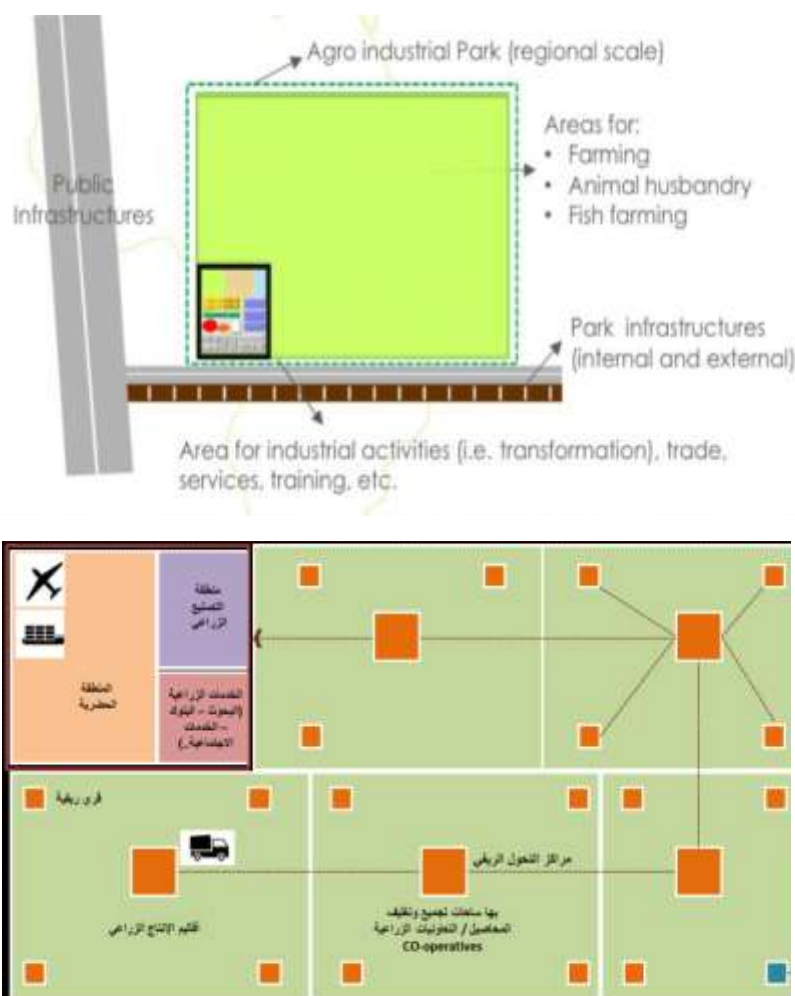 Agro industrial Park (regional scale)
Areas for:
• Farming
• Animal husbandry
• Fish farming
Public
Infrastructures
Park infrastructures
(internal and external)
Area for industrial activities (i.e. transformation), trade,
services, training, etc.
منطقة
التصنيع
الزراعي
المنطقة
الحضرية
الخدمات الزراعية
(البحوث – البنوك
– الخدمات
الاجتماعية..)
قرى ريفية
مراكز التحول الريفي
أقاليم الإنتاج الزراعي
بها ساحات تجميع وتغليف
المحاصيل / التعاونيات الزراعية
CO-operatives